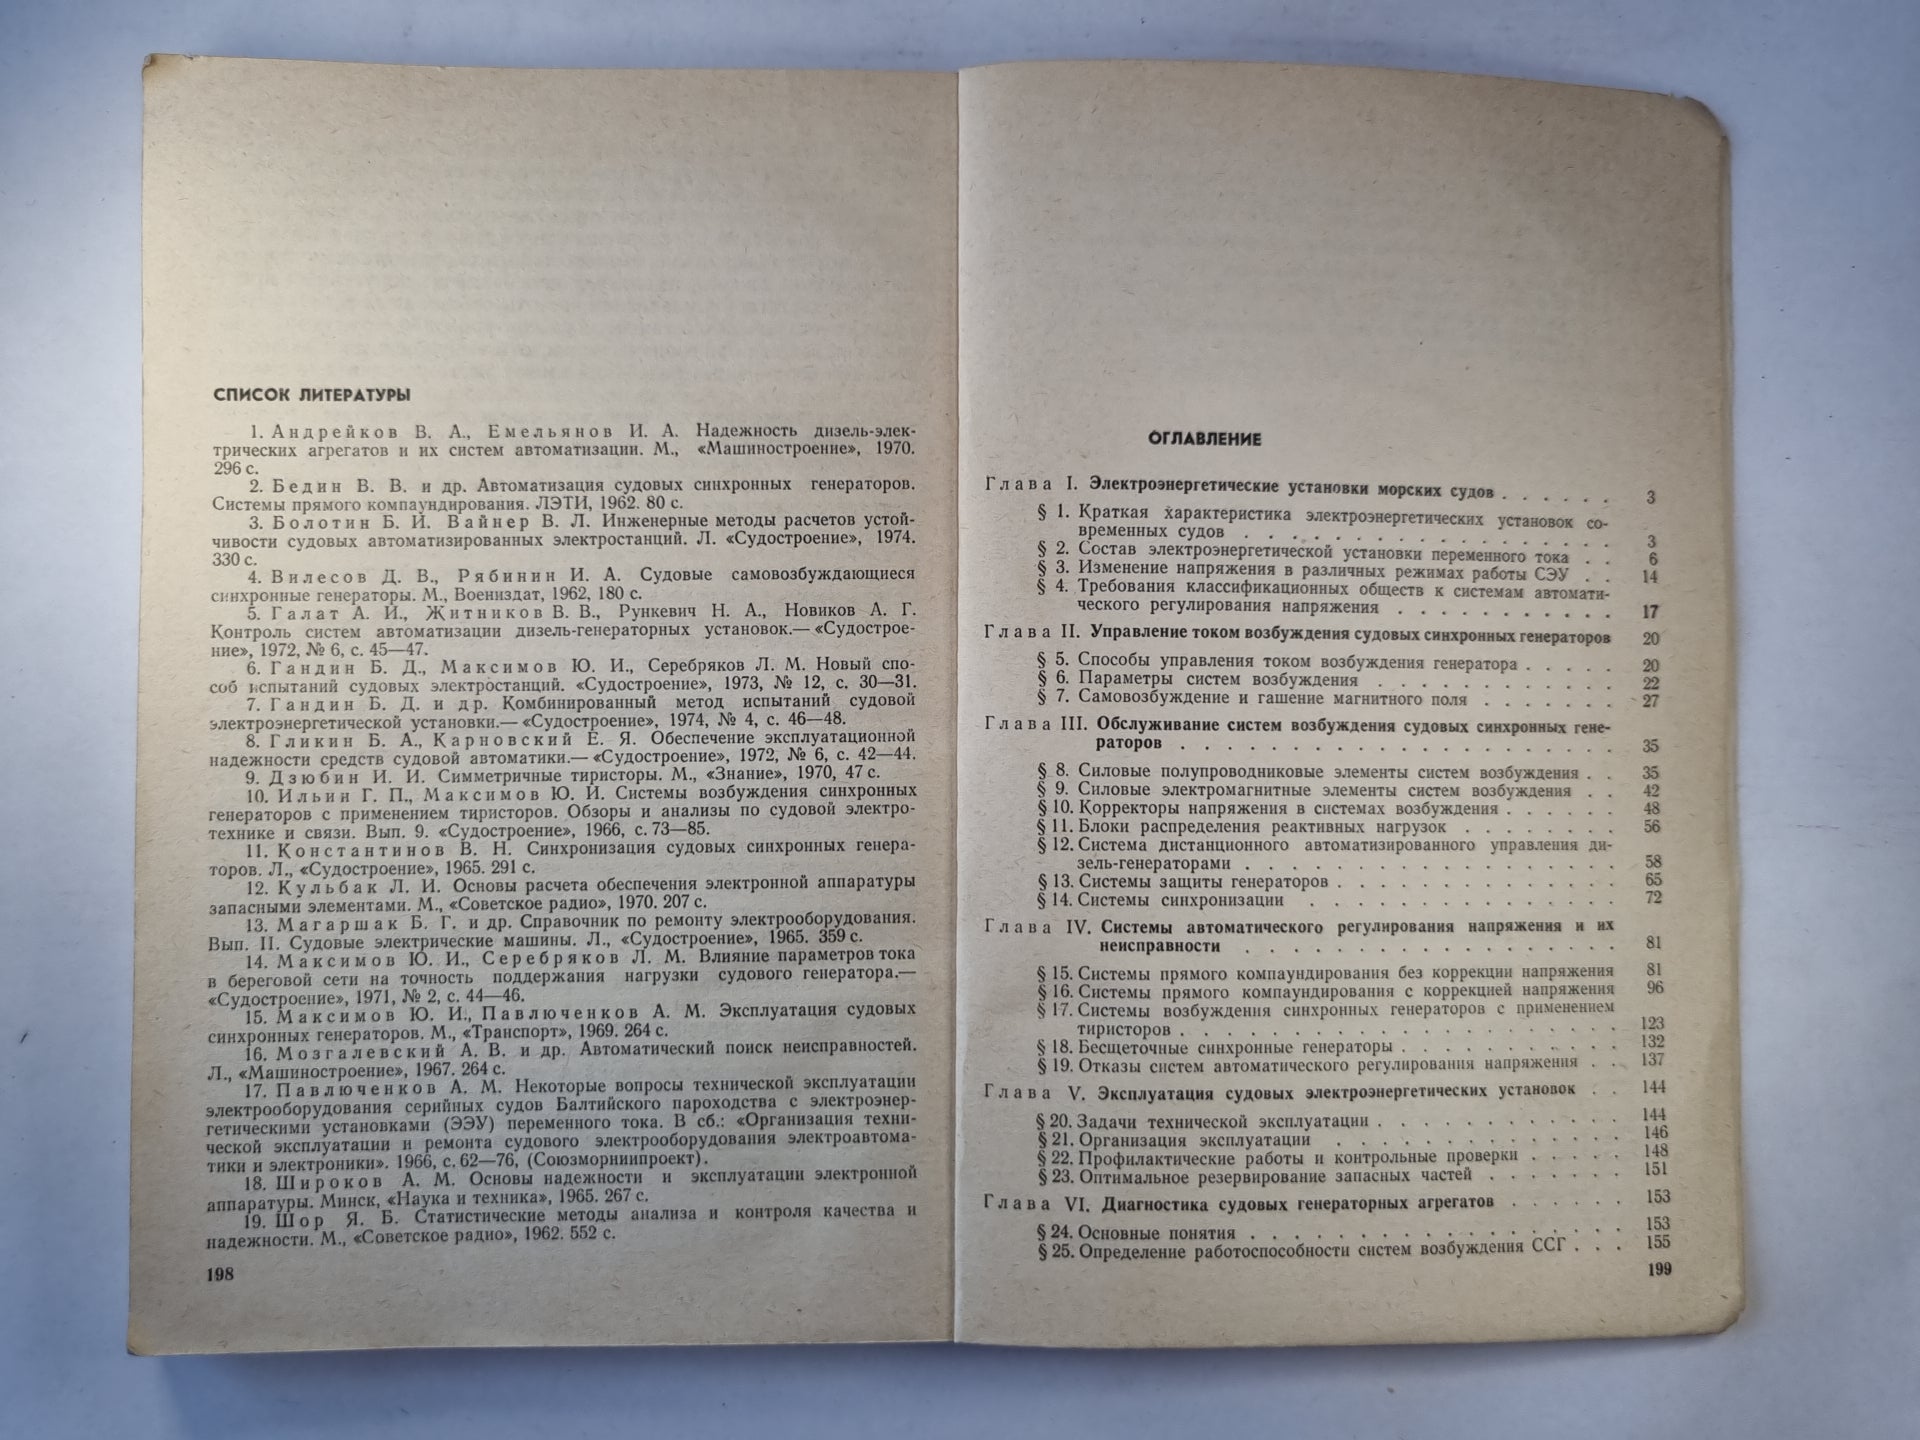 СПИСОК ЛИТЕРАТУРЫ
1. Андрейков В. А., Емельянов И. А. Надежность дизель-элек-
трических агрегатов и их систем автоматизации. М., «Машиностроение», 1970.
296 с.
2. Бедин В. В. и др. Автоматизация судовых синхронных генераторов.
Системы прямого компаундирования. ЛЭТИ, 1962. 80 с.
3. Болотин Б. И. Вайнер В. Л. Инженерные методы расчетов устой-
чивости судовых автоматизированных электростанций. Л. «Судостроение», 1974.
330 с.
4. Вилесов Д. В., Рябинин И. А. Судовые самовозбуждающиеся
синхронные генераторы. М., Воениздат, 1962, 180 с.
5. Галат А. И., Житников В. В., Рункевич Н. А., Новиков А. Г.
Контроль систем автоматизации дизель-генераторных установок.— «Судострое-
ние», 1972, № 6, с. 45—47.
6. Гандин Б. Д., Максимов Ю. И., Серебряков Л. М. Новый спо-
соб испытаний судовых электростанций. «Судостроение», 1973, № 12, с. 30—31.
7. Гандин Б. Д. и др. Комбинированный метод испытаний судовой
электроэнергетической установки.— «Судостроение», 1974, № 4, с. 46—48.
8. Гликин Б. А., Карновский Е. Я. Обеспечение эксплуатационной
надежности средств судовой автоматики.— «Судостроение», 1972, № 6, с. 42—44.
9. Дзюбин И. И. Симметричные тиристоры. М., «Знание», 1970, 47 с.
10. Ильин Г. П., Максимов Ю. И. Системы возбуждения синхронных
генераторов с применением тиристоров. Обзоры и анализы по судовой электро-
технике и связи. Вып. 9. «Судостроение», 1966, с. 73—85.
11. Константинов В. Н. Синхронизация судовых синхронных генера-
торов. Л., «Судостроение», 1965. 291 с.
12. Кульбак Л. И. Основы расчета обеспечения электронной аппаратуры
запасными элементами. М., «Советское радио», 1970. 207 с.
13. Магаршак Б. Г. и др. Справочник по ремонту электрооборудования.
Вып. II. Судовые электрические машины. Л., «Судостроение», 1965. 359 с.
14. Максимов Ю. И., Серебряков Л. М. Влияние параметров тока
в береговой сети на точность поддержания нагрузки судового генератора.—
«Судостроение», 1971, № 2, с. 44—46.
15. Максимов Ю. И., Павлюченков А. М. Эксплуатация судовых
синхронных генераторов. М., «Транспорт», 1969. 264 с.
16. Мозгалевский А. В. и др. Автоматический поиск неисправностей.
Л., «Машиностроение», 1967. 264 с.
17. Павлюченков А. М. Некоторые вопросы технической эксплуатации
электрооборудования серийных судов Балтийского пароходства с электроэнер-
гетическими установками (ЭЭУ) переменного тока. В сб.: «Организация техни-
ческой эксплуатации и ремонта судового электрооборудования электроавтома-
тики и электроники». 1966, с. 62—76, (Союзморниипроект).
18. Широков А. М. Основы надежности и эксплуатации электронной
аппаратуры. Минск, «Наука и техника», 1965. 267 с.
19. Шор Я. Б. Статистические методы анализа и контроля качества и
надежности. М., «Советское радио», 1962. 552 с.
198
ОГЛАВЛЕНИЕ
Глава I. Электроэнергетические установки морских судов . . . . . . 3
§ 1. Краткая характеристика электроэнергетических установок со-
временных судов . . . . . . . . . . . . . . . . . 3
§ 2. Состав электроэнергетической установки переменного тока . . 6
§ 3. Изменение напряжения в различных режимах работы СЭУ . . 14
§ 4. Требования классификационных обществ к системам автомати-
ческого регулирования напряжения . . . . . . . . . . . 17
Глава II. Управление током возбуждения судовых синхронных генераторов 20
§ 5. Способы управления током возбуждения генератора . . . . . 20
§ 6. Параметры систем возбуждения . . . . . . . . . . . . 22
§ 7. Самовозбуждение и гашение магнитного поля . . . . . . . 27
Глава III. Обслуживание систем возбуждения судовых синхронных гене-
раторов . . . . . . . . . . . . . . . . . . . . 35
§ 8. Силовые полупроводниковые элементы систем возбуждения . . 35
§ 9. Силовые электромагнитные элементы систем возбуждения . . 42
§ 10. Корректоры напряжения в системах возбуждения . . . . . . 48
§ 11. Блоки распределения реактивных нагрузок . . . . . . . . 56
§ 12. Система дистанционного автоматизированного управления ди-
зель-генераторами . . . . . . . . . . . . . . . . . 58
§ 13. Системы защиты генераторов . . . . . . . . . . . . . 65
§ 14. Системы синхронизации . . . . . . . . . . . . . . 72
Глава IV. Системы автоматического регулирования напряжения и их
неисправности . . . . . . . . . . . . . . . . . 81
§ 15. Системы прямого компаундирования без коррекции напряжения 81
§ 16. Системы прямого компаундирования с коррекцией напряжения 96
§ 17. Системы возбуждения синхронных генераторов с применением
тиристоров . . . . . . . . . . . . . . . . . . . . 123
§ 18. Бесщеточные синхронные генераторы . . . . . . . . . . 132
§ 19. Отказы систем автоматического регулирования напряжения . . 137
Глава V. Эксплуатация судовых электроэнергетических установок . . 144
§ 20. Задачи технической эксплуатации . . . . . . . . . . . 144
§ 21. Организация эксплуатации . . . . . . . . . . . . . 146
§ 22. Профилактические работы и контрольные проверки . . . . . 148
§ 23. Оптимальное резервирование запасных частей . . . . . . . 151
Глава VI. Диагностика судовых генераторных агрегатов . . . . . . 153
§ 24. Основные понятия . . . . . . . . . . . . . . . . . 153
§ 25. Определение работоспособности систем возбуждения ССГ . . . 155
199